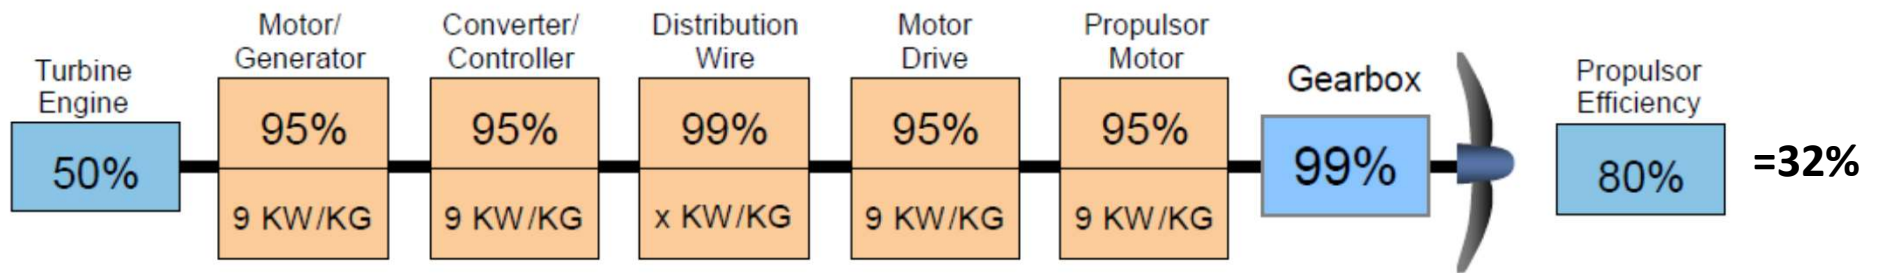 Turbine
Engine
50%
Motor/
Generator
95%
9 KW/KG
Converter/
Controller
95%
9 KW/KG
Distribution
Wire
99%
x KW/KG
Motor
Drive
95%
9 KW/KG
Propulsor
Motor
95%
9 KW/KG
Gearbox
99%
Propulsor
Efficiency
80%
=32%